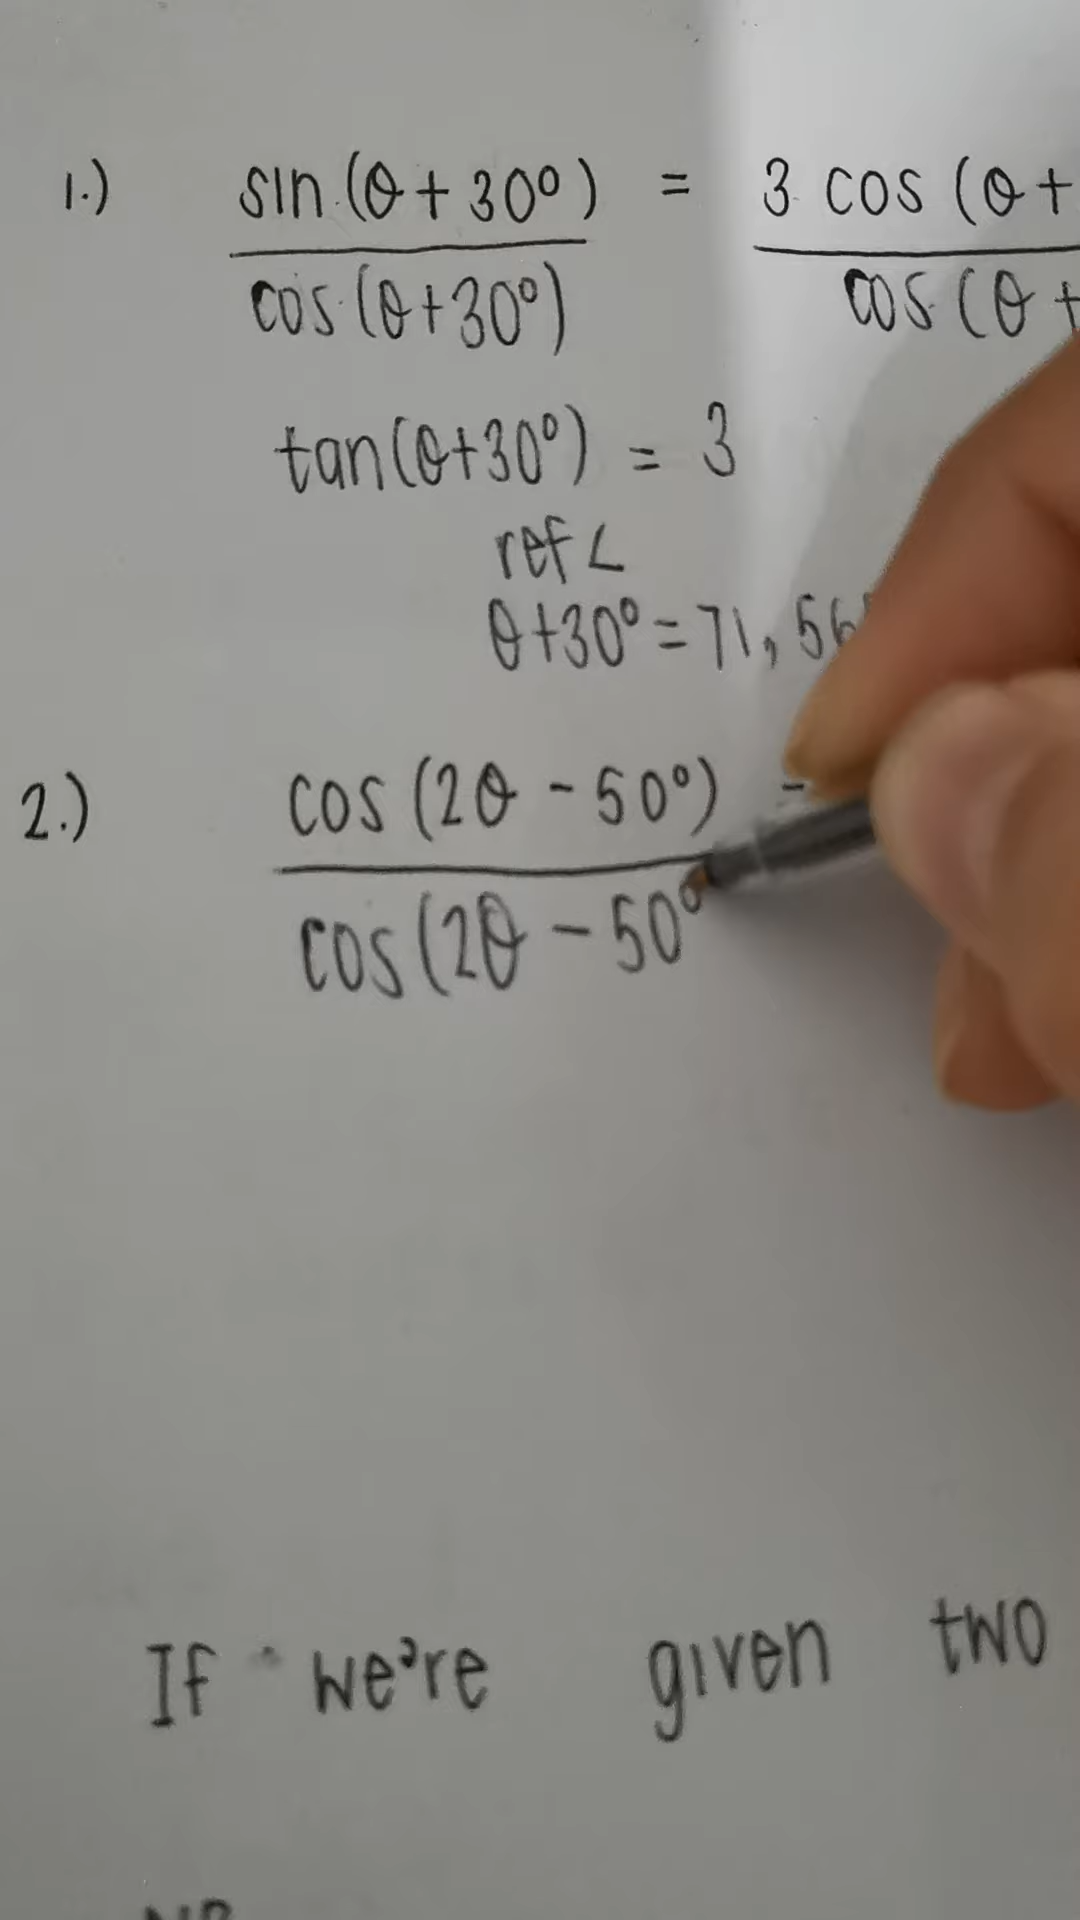 1.) sin (θ + 30°) = 3 cos (θ +
cos (θ+30°) cos (θ +
tan(θ+30°) = 3
ref <
θ+30° = 71,56
2.) cos (2θ - 50°)
cos (2θ - 50°
If we're given two